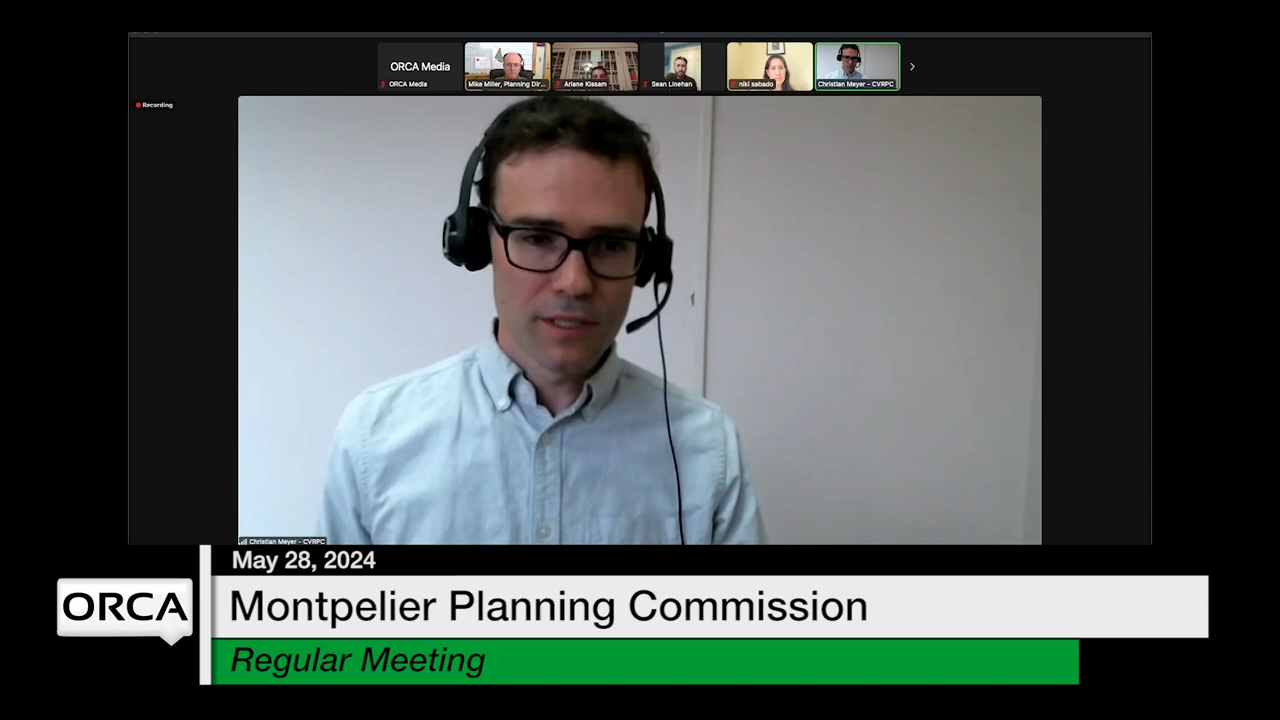 ORCA Media
ORCA Media
Mike Miller, Planning Dir...
Ariane Kissam
Sean Linehan
niki sabado
Christian Meyer - CVRPC
Recording
Christian Meyer - CVRPC
May 28, 2024
ORCA
Montpelier Planning Commission
Regular Meeting